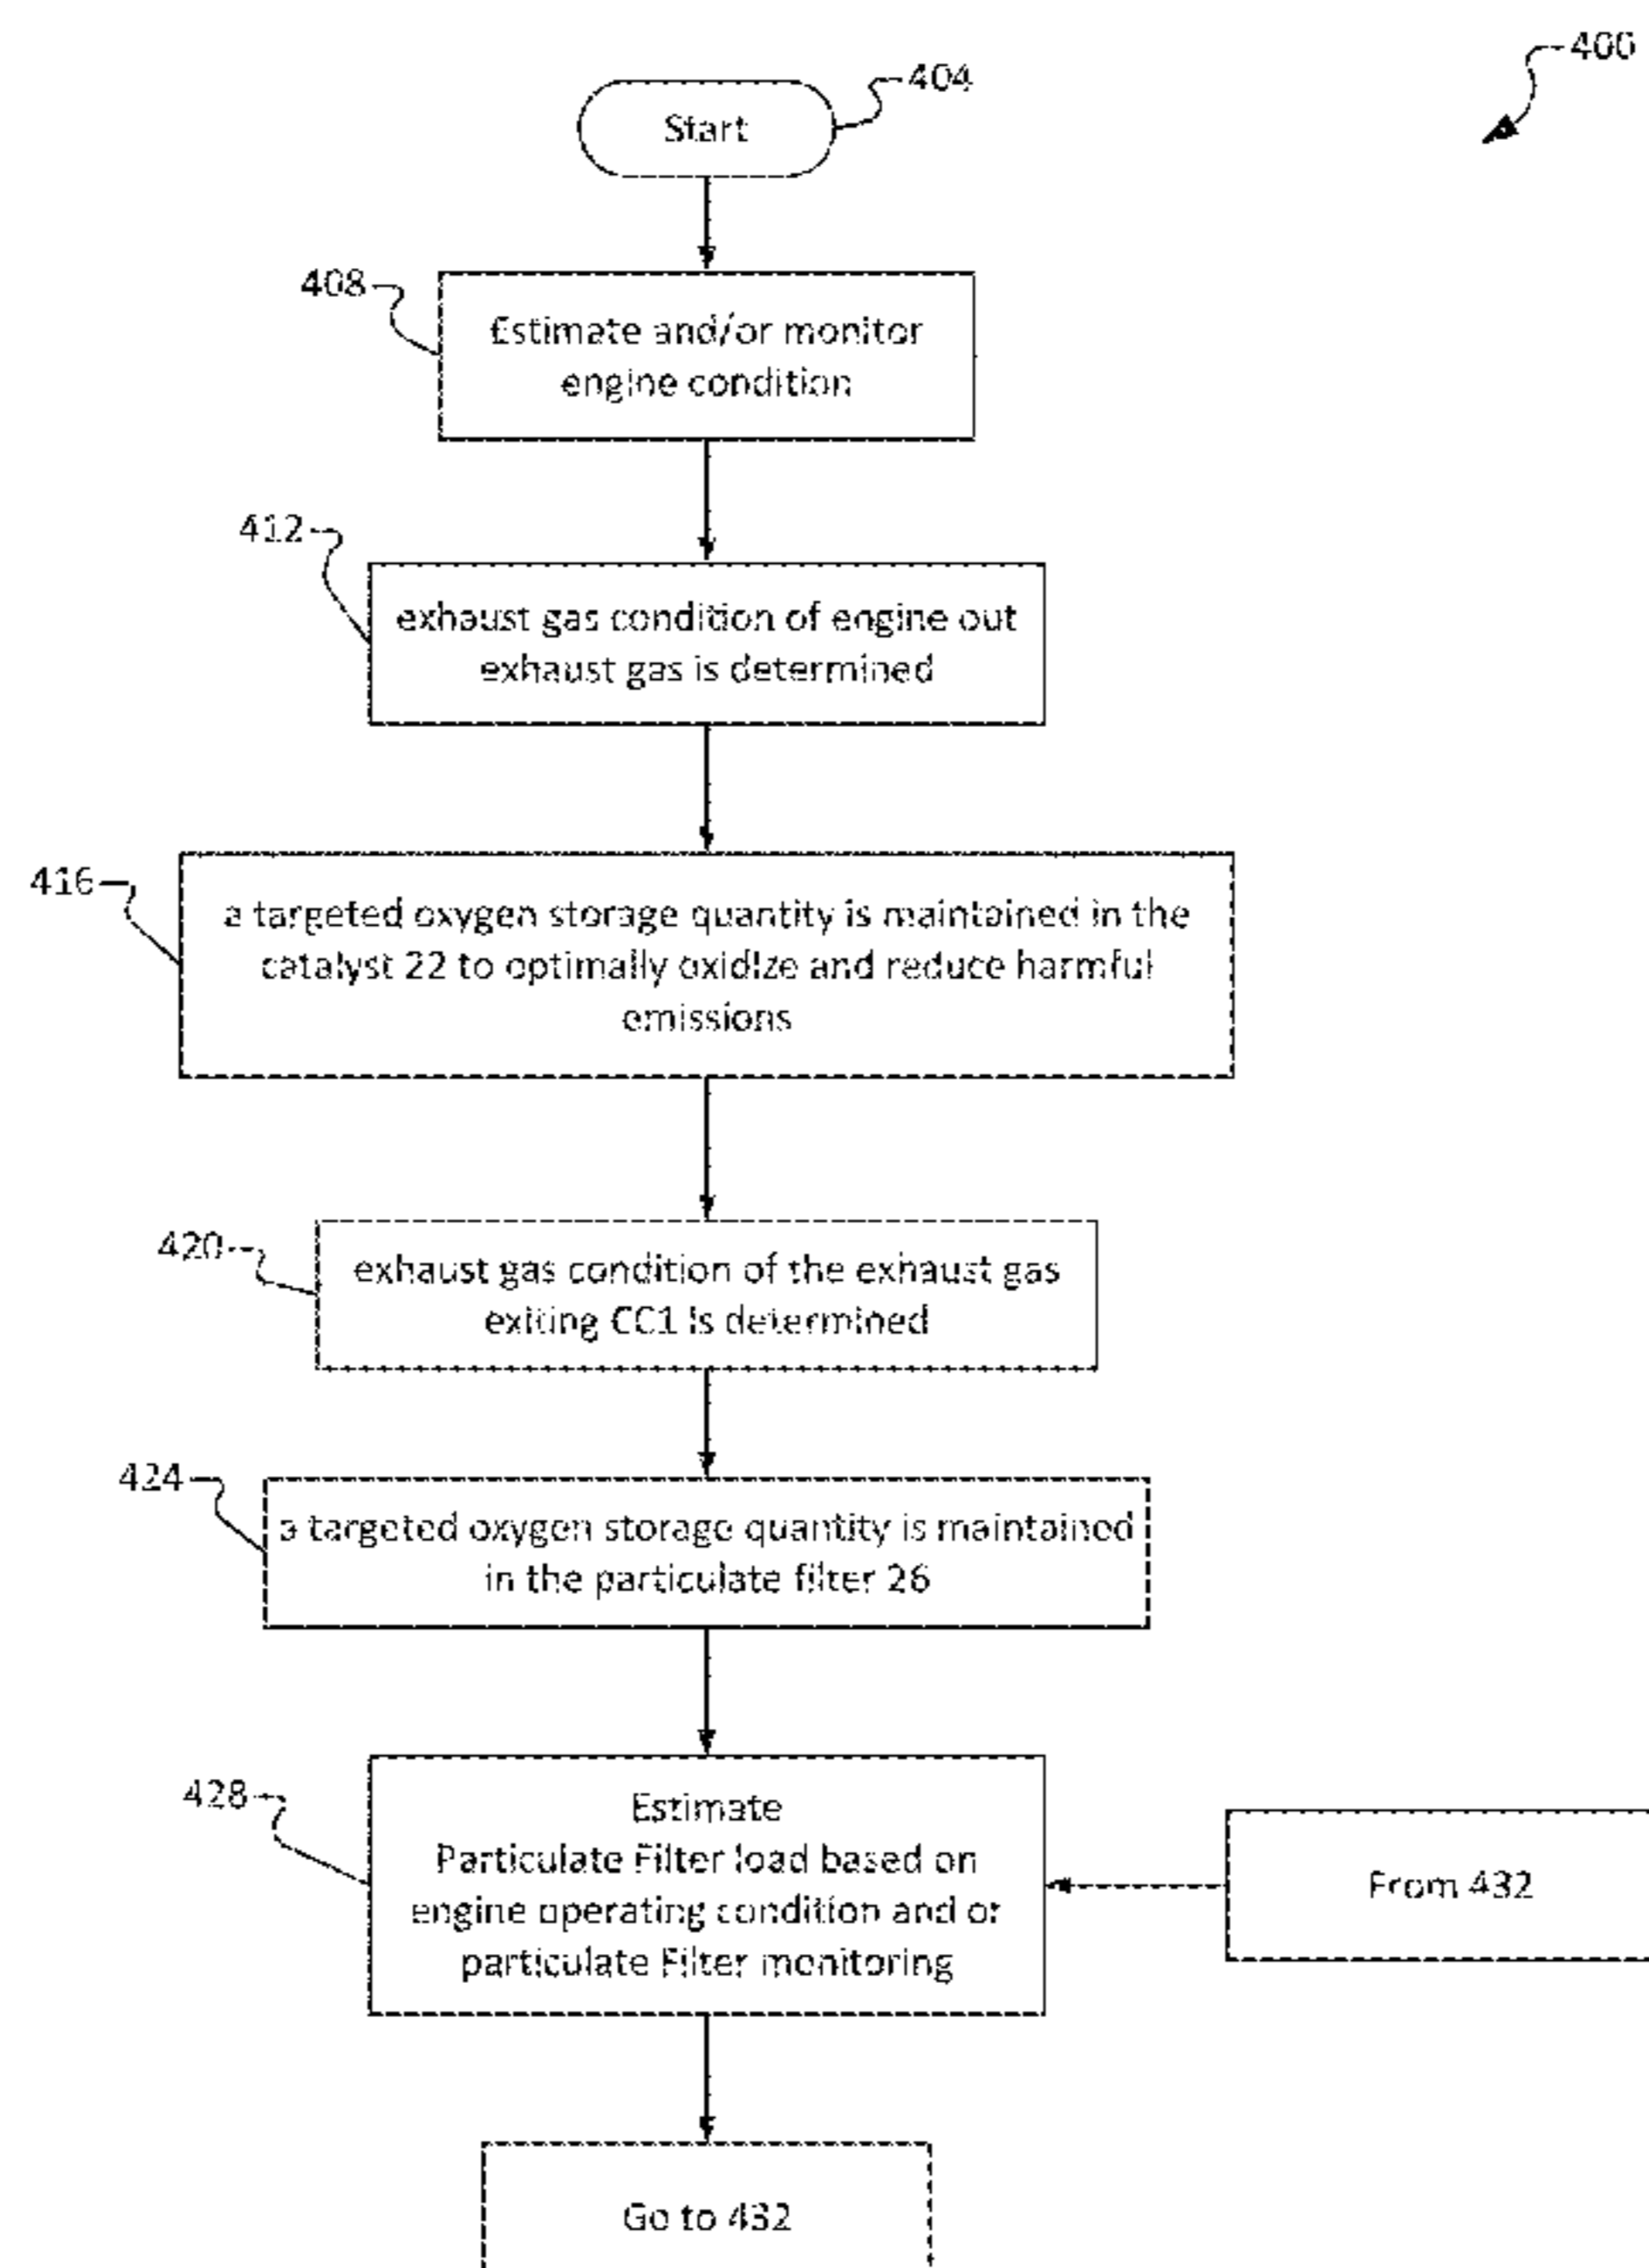 400
404
Start
408
Estimate and/or monitor
engine condition
412
exhaust gas condition of engine out
exhaust gas is determined
416
a targeted oxygen storage quantity is maintained in the
catalyst 22 to optimally oxidize and reduce harmful
emissions
420
exhaust gas condition of the exhaust gas
exiting CC1 is determined
424
a targeted oxygen storage quantity is maintained
in the particulate filter 26
428
Estimate
Particulate Filter load based on
engine operating condition and or
particulate Filter monitoring
From 432
Go to 432